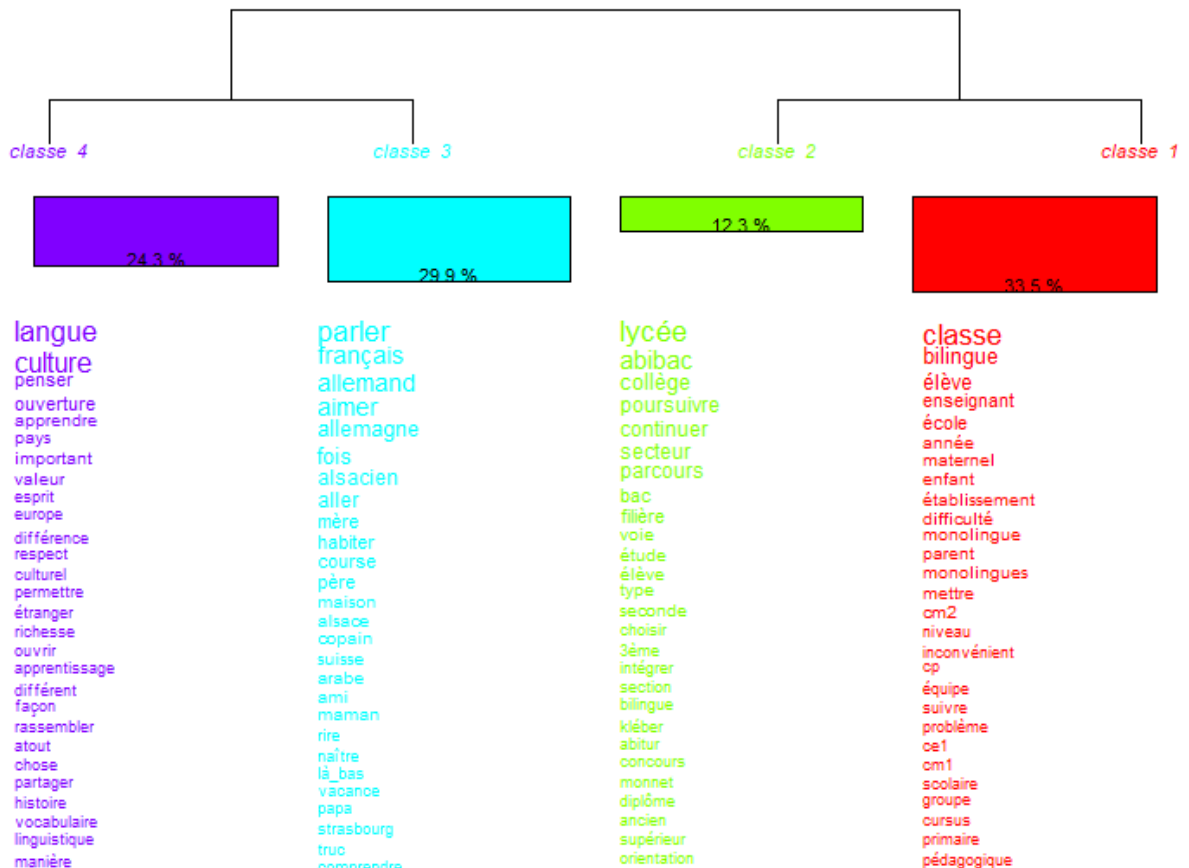 classe 4
classe 3
classe 2
classe 1
24.3 %
29.9 %
12.3 %
33.5 %
langue
culture
penser
ouverture
apprendre
pays
important
valeur
esprit
europe
différence
respect
culturel
permettre
étranger
richesse
ouvrir
apprentissage
différent
façon
rassembler
atout
chose
partager
histoire
vocabulaire
linguistique
manière
parler
français
allemand
aimer
allemagne
fois
alsacien
aller
mère
habiter
course
père
maison
alsace
copain
suisse
arabe
ami
maman
rire
naître
là_bas
vacance
papa
strasbourg
truc
comprendre
lycée
abibac
collège
poursuivre
continuer
secteur
parcours
bac
filière
voie
étude
élève
type
seconde
choisir
3ème
intégrer
section
bilingue
kléber
abitur
concours
monnet
diplôme
ancien
supérieur
orientation
classe
bilingue
élève
enseignant
école
année
maternel
enfant
établissement
difficulté
monolingue
parent
monolingues
mettre
cm2
niveau
inconvénient
cp
équipe
suivre
problème
ce1
cm1
scolaire
groupe
cursus
primaire
pédagogique